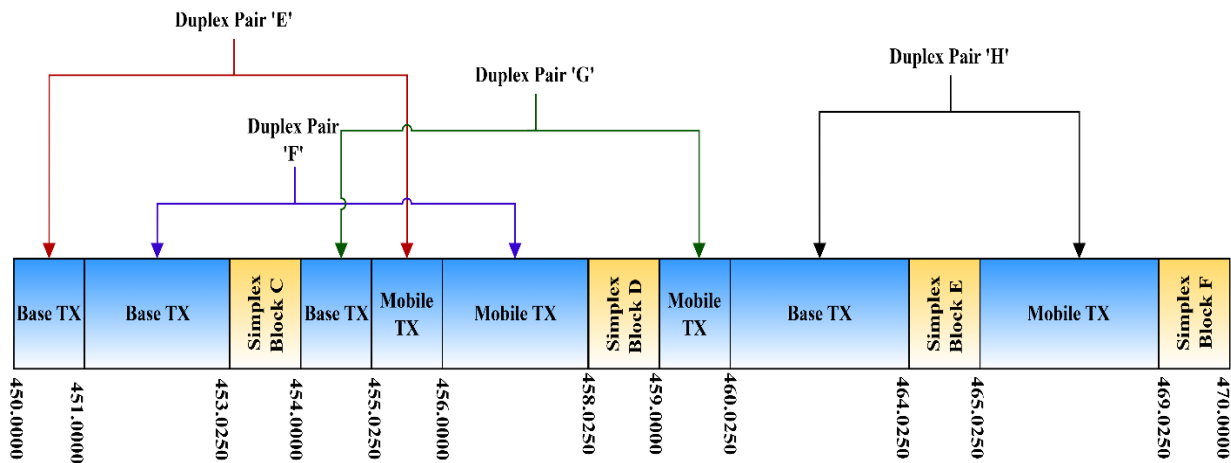 Duplex Pair 'E'
Duplex Pair 'G'
Duplex Pair 'H'
Duplex Pair
'F'
Base TX
Base TX
Simplex
Block C
Base TX
Mobile
TX
Mobile TX
Simplex
Block D
Mobile
TX
Base TX
Simplex
Block E
Mobile TX
Simplex
Block F
450.0000
451.0000
453.0250
454.0000
455.0250
456.0000
458.0250
459.0000
460.0250
464.0250
465.0250
469.0250
470.0000